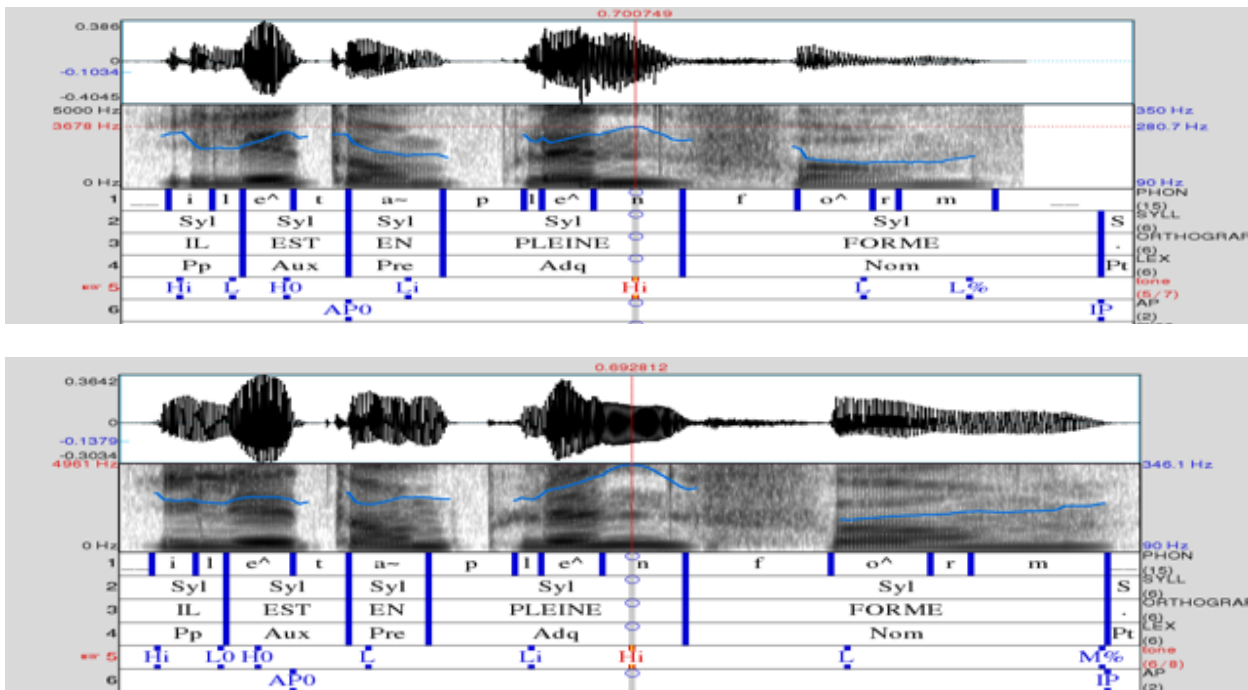 0.700749
0.386
0
-0.1034
-0.4045
5000 Hz 350 Hz
3678 Hz 280.7 Hz
0 Hz 90 Hz
1 __ i l e^ t a~ p l e^ n f o^ r m __ PHON (15)
2 Syl Syl Syl Syl Syl S SYLL (6)
3 IL EST EN PLEINE FORME . ORTHOGRAF (6)
4 Pp Aux Pre Adq Nom Pt LEX (6)
5 Hi L H0 Li Hi L L% tone (5/7)
6 AP0 IP AP (2)
0.692812
0.3642
0
-0.1379
-0.3034
4961 Hz 346.1 Hz
0 Hz 90 Hz
1 __ i l e^ t a~ p l e^ n f o^ r m __ PHON (15)
2 Syl Syl Syl Syl Syl S SYLL (6)
3 IL EST EN PLEINE FORME . ORTHOGRAF (6)
4 Pp Aux Pre Adq Nom Pt LEX (6)
5 Hi L0 H0 L Li Hi L M% tone (6/8)
6 AP0 IP AP (2)